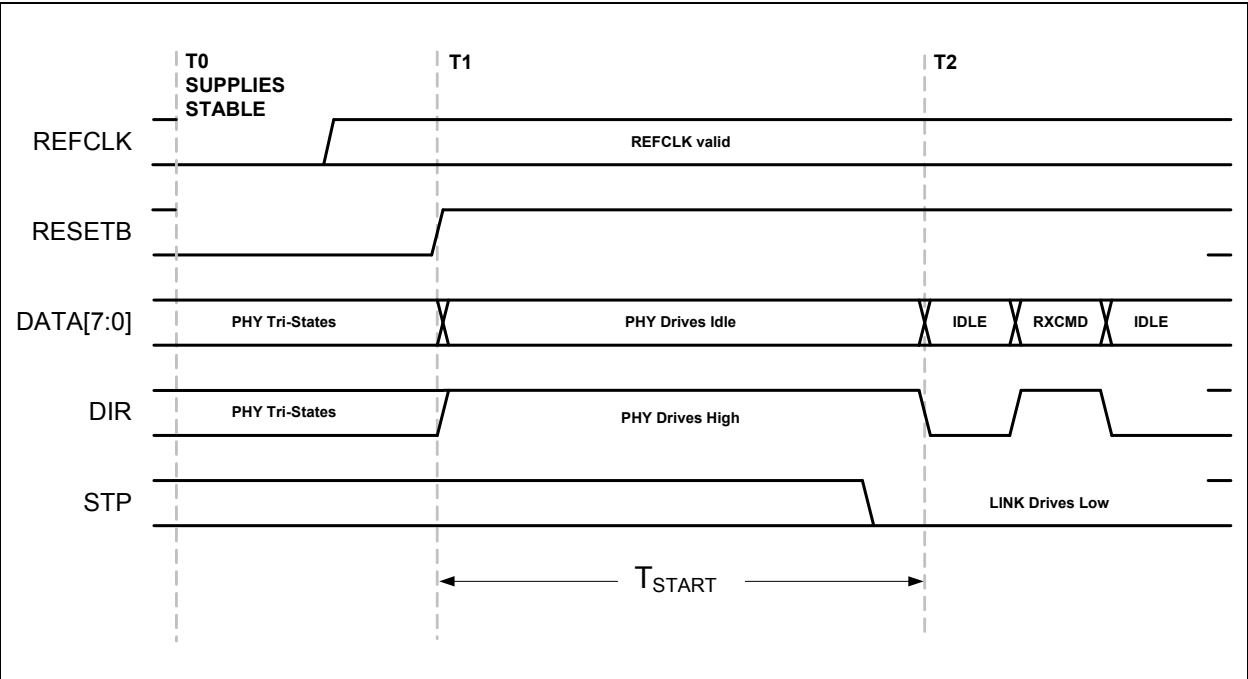 T0
SUPPLIES
STABLE
T1
T2
REFCLK
REFCLK valid
RESETB
DATA[7:0]
PHY Tri-States
PHY Drives Idle
IDLE
RXCMD
IDLE
DIR
PHY Tri-States
PHY Drives High
STP
LINK Drives Low
TSTART